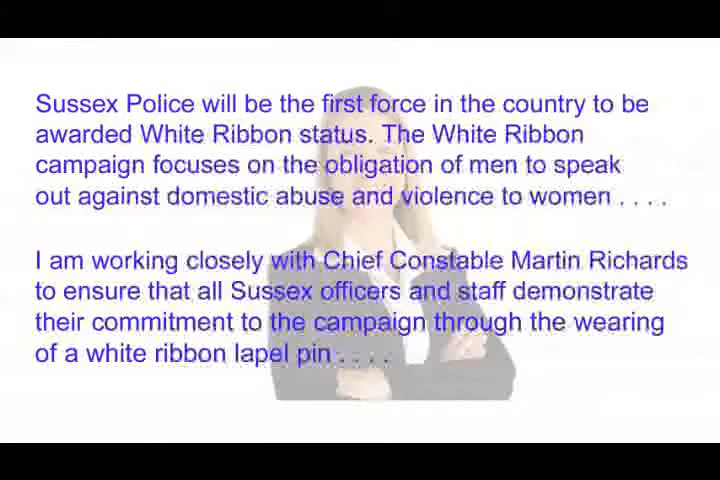 Sussex Police will be the first force in the country to be
awarded White Ribbon status. The White Ribbon
campaign focuses on the obligation of men to speak
out against domestic abuse and violence to women . . . .
I am working closely with Chief Constable Martin Richards
to ensure that all Sussex officers and staff demonstrate
their commitment to the campaign through the wearing
of a white ribbon lapel pin . . . .